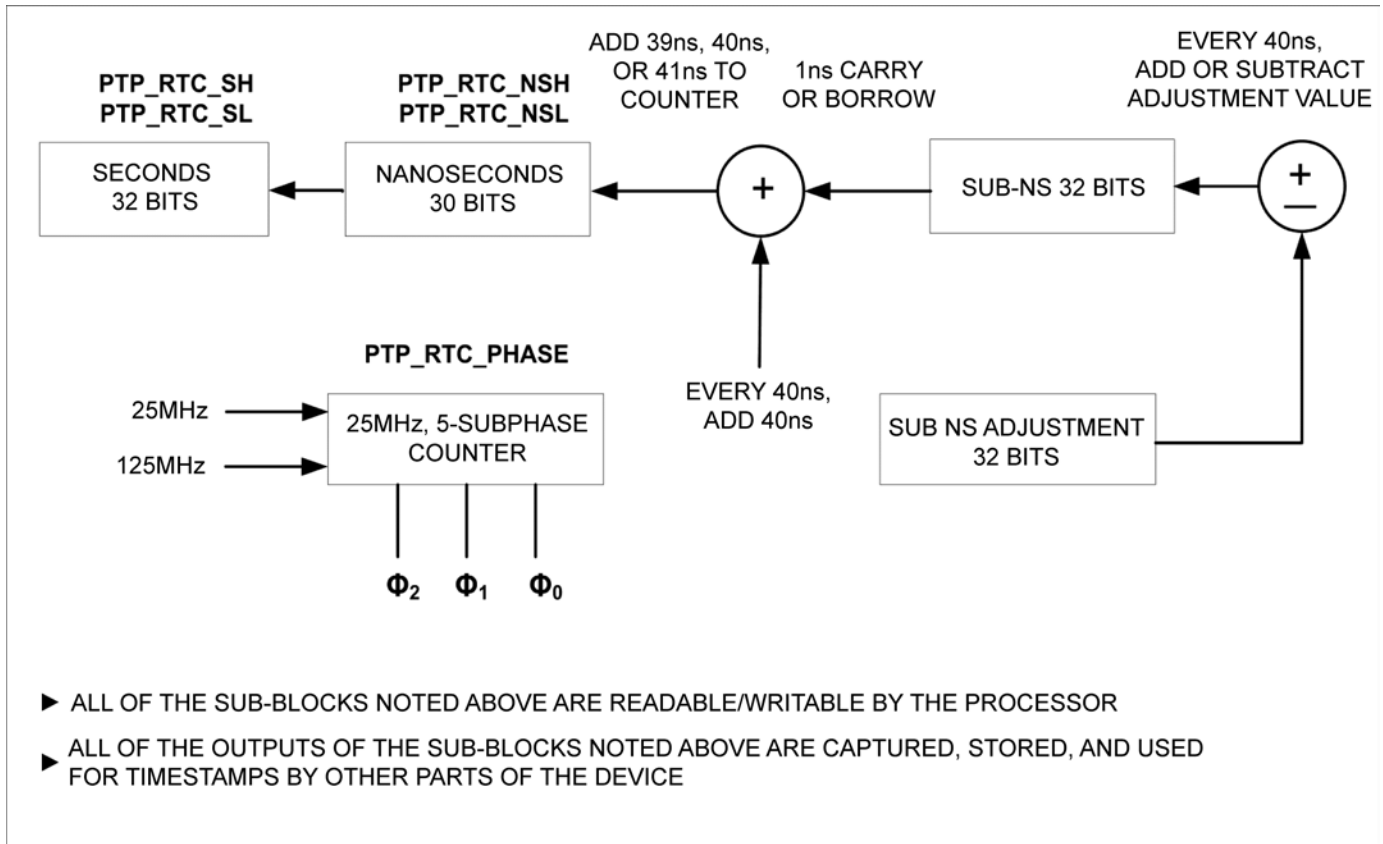 PTP_RTC_SH
PTP_RTC_SL
SECONDS
32 BITS
PTP_RTC_NSH
PTP_RTC_NSL
NANOSECONDS
30 BITS
ADD 39ns, 40ns,
OR 41ns TO
COUNTER
+
1ns CARRY
OR BORROW
SUB-NS 32 BITS
EVERY 40ns,
ADD OR SUBTRACT
ADJUSTMENT VALUE
+
−
PTP_RTC_PHASE
25MHz
125MHz
25MHz, 5-SUBPHASE
COUNTER
Φ2 Φ1 Φ0
EVERY 40ns,
ADD 40ns
SUB NS ADJUSTMENT
32 BITS
► ALL OF THE SUB-BLOCKS NOTED ABOVE ARE READABLE/WRITABLE BY THE PROCESSOR
► ALL OF THE OUTPUTS OF THE SUB-BLOCKS NOTED ABOVE ARE CAPTURED, STORED, AND USED
FOR TIMESTAMPS BY OTHER PARTS OF THE DEVICE